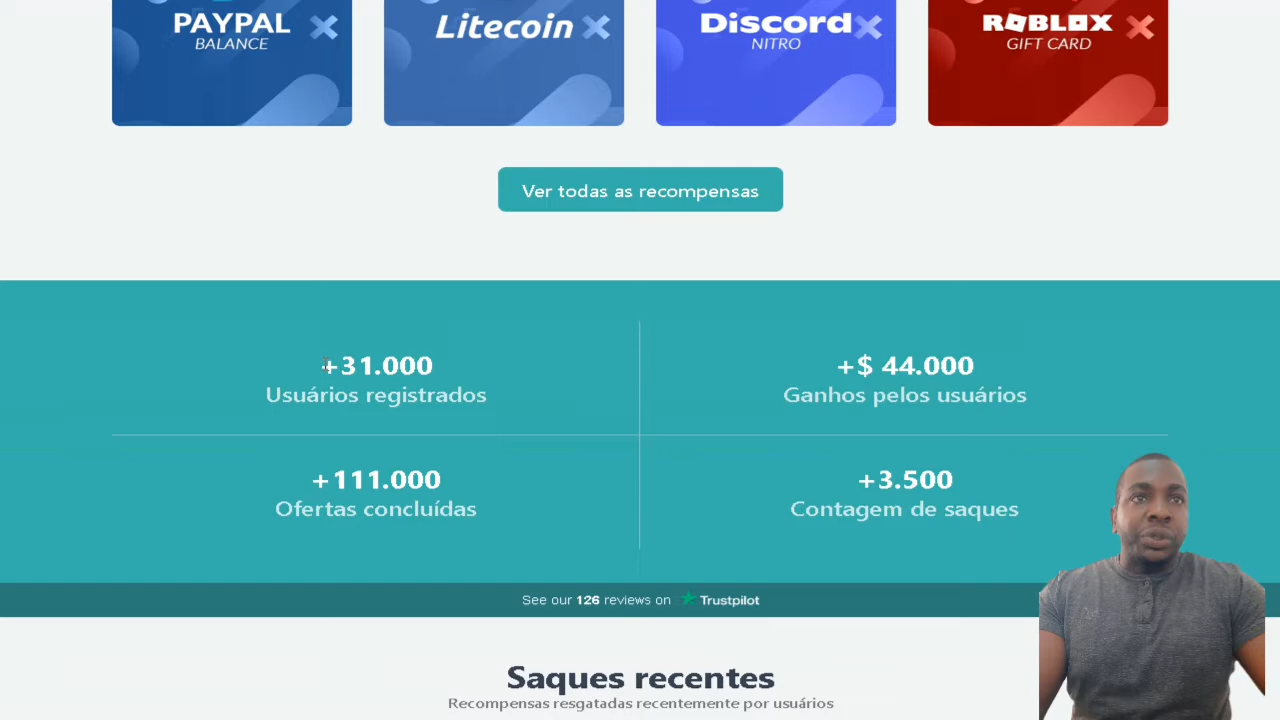 PAYPAL
BALANCE
Litecoin
Discord
NITRO
ROBLOX
GIFT CARD
Ver todas as recompensas
+31.000
Usuários registrados
+$ 44.000
Ganhos pelos usuários
+111.000
Ofertas concluídas
+3.500
Contagem de saques
See our 126 reviews on Trustpilot
Saques recentes
Recompensas resgatadas recentemente por usuários